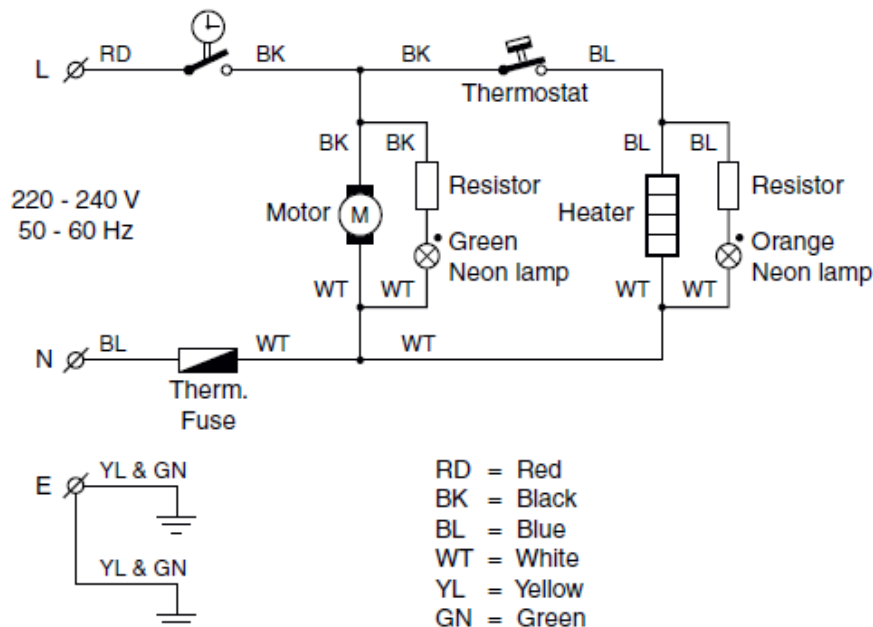 L RD BK BK BL
Thermostat
BK BK BL BL
220 - 240 V
50 - 60 Hz
Motor M Resistor Heater Resistor
Green
Neon lamp
Orange
Neon lamp
WT WT WT WT
N BL WT WT
Therm.
Fuse
E YL & GN
YL & GN
RD = Red
BK = Black
BL = Blue
WT = White
YL = Yellow
GN = Green